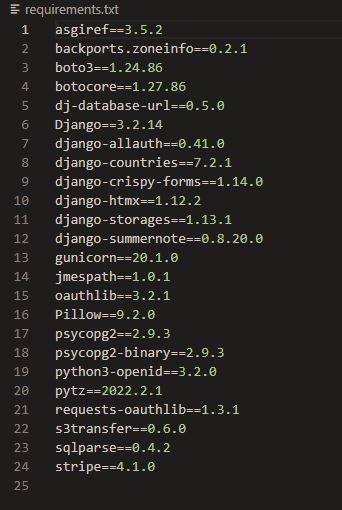 requirements.txt
1 asgiref==3.5.2
2 backports.zoneinfo==0.2.1
3 boto3==1.24.86
4 botocore==1.27.86
5 dj-database-url==0.5.0
6 Django==3.2.14
7 django-allauth==0.41.0
8 django-countries==7.2.1
9 django-crispy-forms==1.14.0
10 django-htmx==1.12.2
11 django-storages==1.13.1
12 django-summernote==0.8.20.0
13 gunicorn==20.1.0
14 jmespath==1.0.1
15 oauthlib==3.2.1
16 Pillow==9.2.0
17 psycopg2==2.9.3
18 psycopg2-binary==2.9.3
19 python3-openid==3.2.0
20 pytz==2022.2.1
21 requests-oauthlib==1.3.1
22 s3transfer==0.6.0
23 sqlparse==0.4.2
24 stripe==4.1.0
25